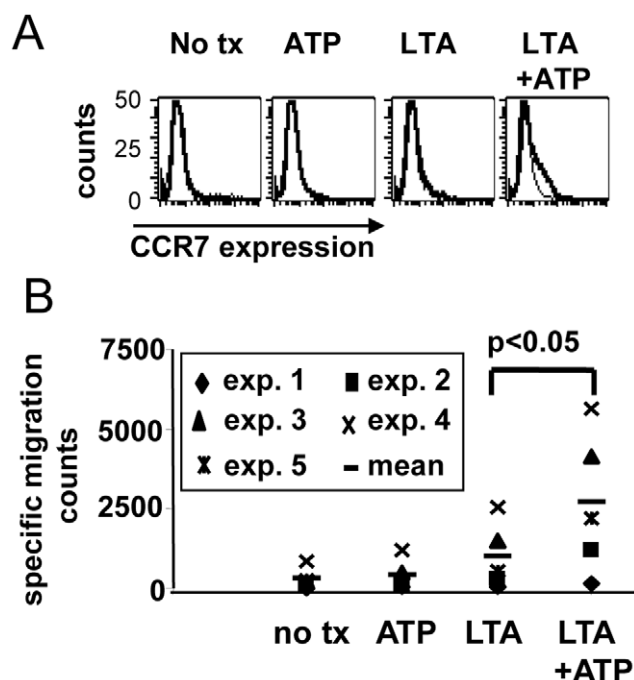 A
No tx ATP LTA LTA
+ATP
50
25
0
counts
CCR7 expression
B
7500
5000
2500
0
specific migration
counts
p<0.05
exp. 1 exp. 2
exp. 3 exp. 4
exp. 5 mean
no tx ATP LTA LTA
+ATP